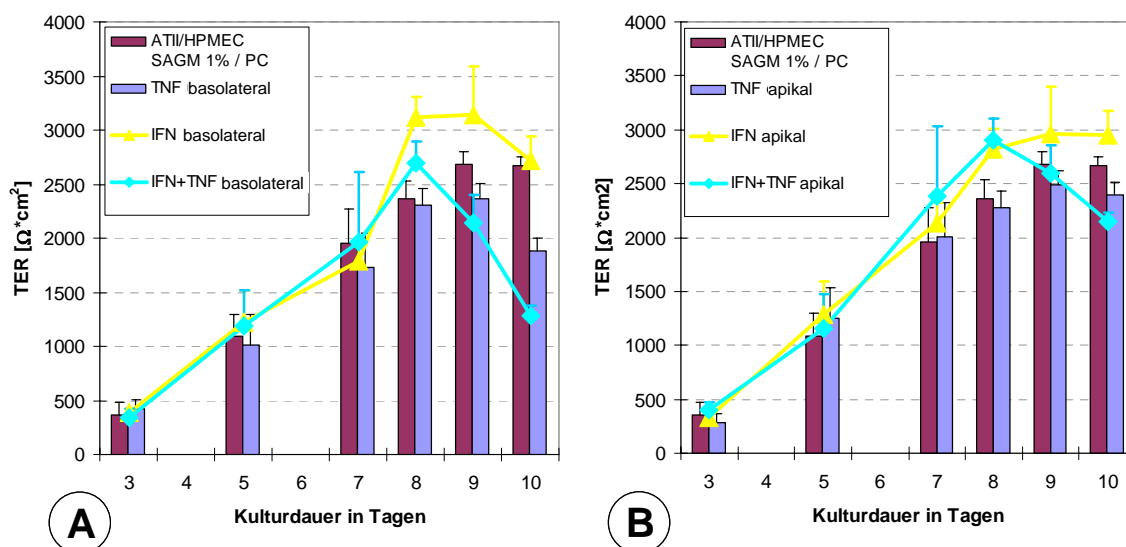 4000
3500
3000
2500
2000
1500
1000
500
0
TER [Ω*cm²]
ATII/HPMEC
SAGM 1% / PC
TNF basolateral
IFN basolateral
IFN+TNF basolateral
3 4 5 6 7 8 9 10
Kulturdauer in Tagen
A
4000
3500
3000
2500
2000
1500
1000
500
0
TER [Ω*cm2]
ATII/HPMEC
SAGM 1% / PC
TNF apikal
IFN apikal
IFN+TNF apikal
3 4 5 6 7 8 9 10
Kulturdauer in Tagen
B